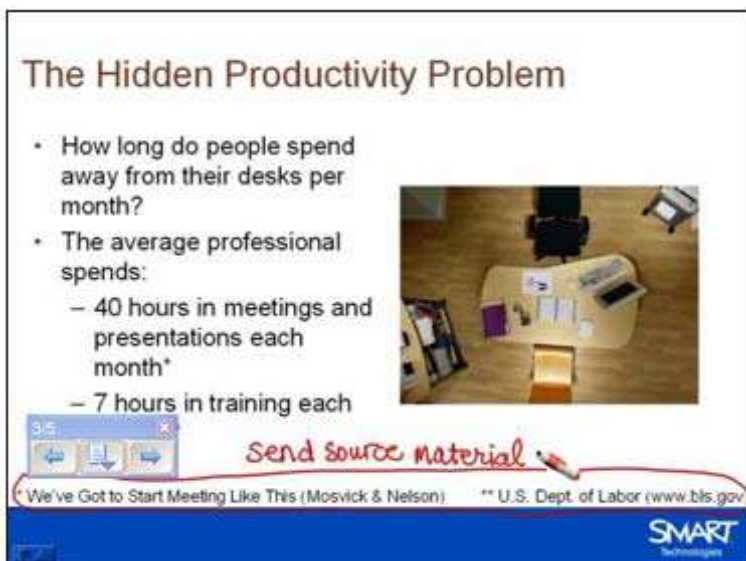 The Hidden Productivity Problem
• How long do people spend
away from their desks per
month?
• The average professional
spends:
– 40 hours in meetings and
presentations each
month*
– 7 hours in training each
3/5
send source material
* We've Got to Start Meeting Like This (Mosvick & Nelson) ** U.S. Dept. of Labor (www.bls.gov
SMART
Technologies